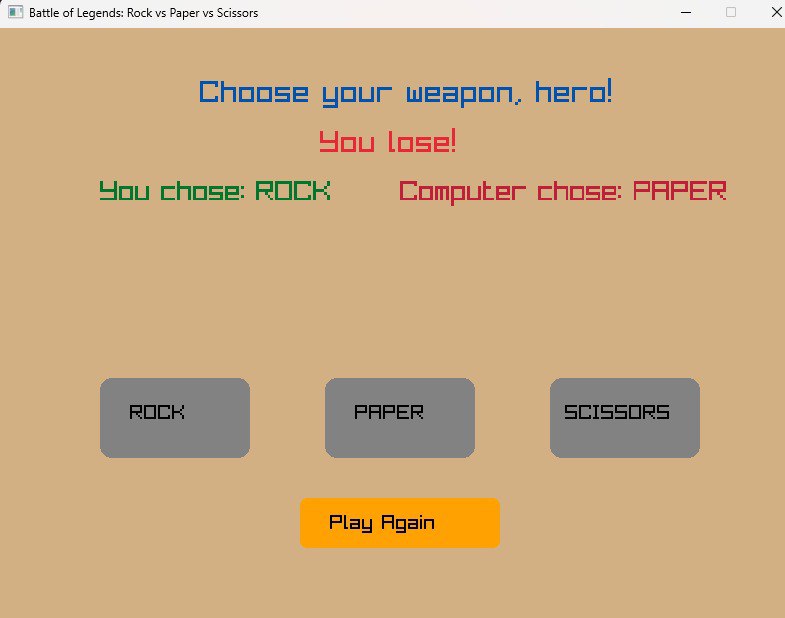 Battle of Legends: Rock vs Paper vs Scissors
Choose your weapon, hero!
You lose!
You chose: ROCK Computer chose: PAPER
ROCK PAPER SCISSORS
Play Again